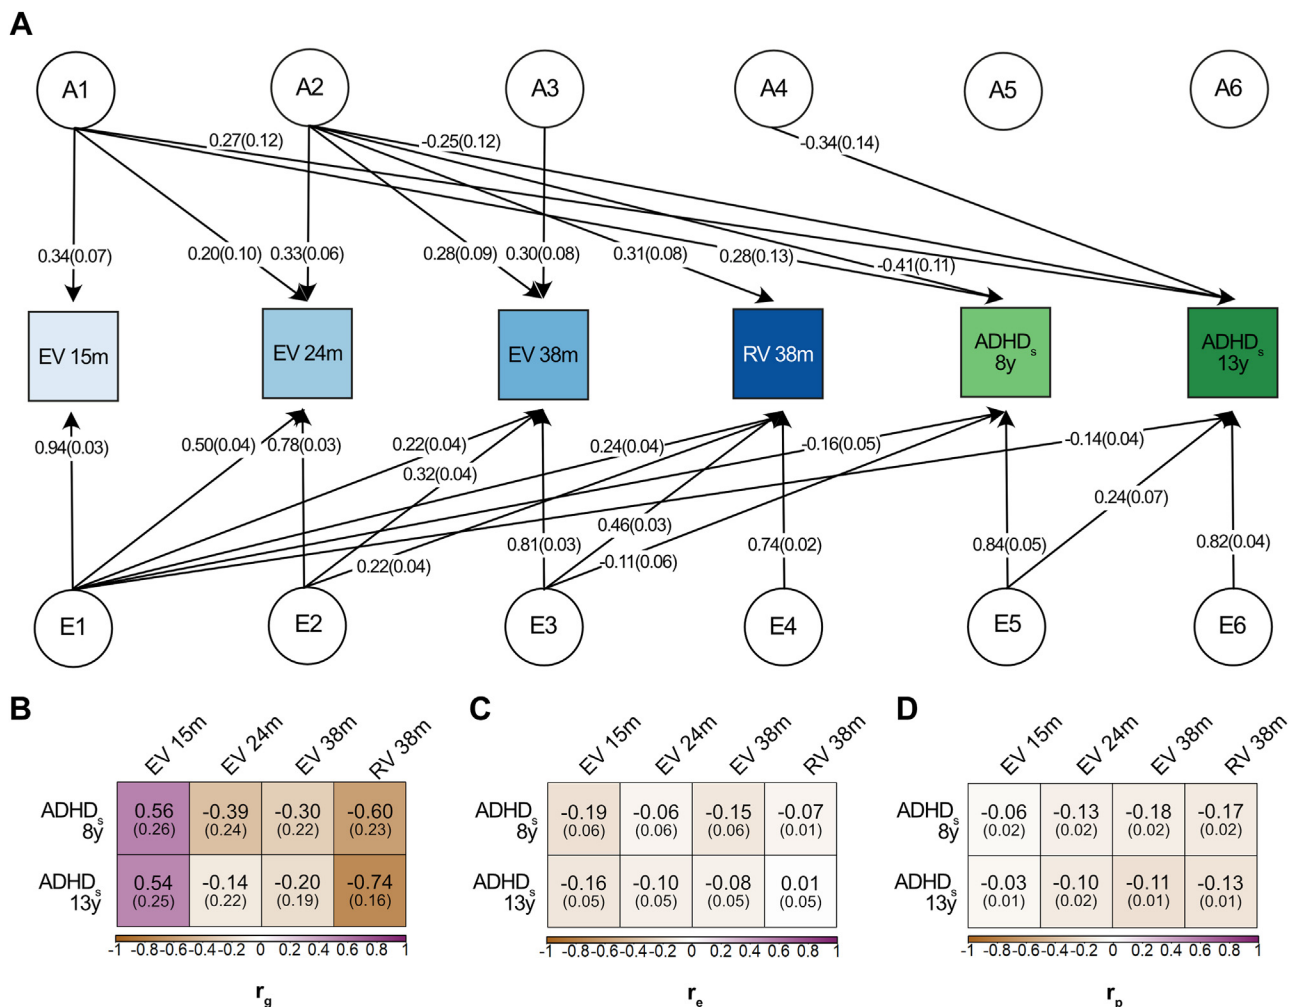 A
A1 A2 A3 A4 A5 A6
0.27(0.12) -0.25(0.12) -0.34(0.14)
0.34(0.07) 0.20(0.10) 0.33(0.06) 0.28(0.09) 0.30(0.08) 0.31(0.08) 0.28(0.13) -0.41(0.11)
EV 15m EV 24m EV 38m RV 38m ADHDs 8y ADHDs 13y
0.94(0.03) 0.50(0.04) 0.78(0.03) 0.22(0.04) 0.24(0.04) -0.16(0.05) -0.14(0.04)
0.32(0.04)
0.46(0.03) 0.24(0.07)
0.22(0.04) 0.81(0.03) -0.11(0.06) 0.74(0.02) 0.84(0.05) 0.82(0.04)
E1 E2 E3 E4 E5 E6
B
EV 15m EV 24m EV 38m RV 38m
ADHDs 0.56 -0.39 -0.30 -0.60
8y (0.26) (0.24) (0.22) (0.23)
ADHDs 0.54 -0.14 -0.20 -0.74
13y (0.25) (0.22) (0.19) (0.16)
-1 -0.8 -0.6 -0.4 -0.2 0 0.2 0.4 0.6 0.8 1
rg
C
EV 15m EV 24m EV 38m RV 38m
ADHDs -0.19 -0.06 -0.15 -0.07
8y (0.06) (0.06) (0.06) (0.01)
ADHDs -0.16 -0.10 -0.08 0.01
13y (0.05) (0.05) (0.05) (0.05)
-1 -0.8 -0.6 -0.4 -0.2 0 0.2 0.4 0.6 0.8 1
re
D
EV 15m EV 24m EV 38m RV 38m
ADHDs -0.06 -0.13 -0.18 -0.17
8y (0.02) (0.02) (0.02) (0.02)
ADHDs -0.03 -0.10 -0.11 -0.13
13y (0.01) (0.02) (0.01) (0.01)
-1 -0.8 -0.6 -0.4 -0.2 0 0.2 0.4 0.6 0.8 1
rp